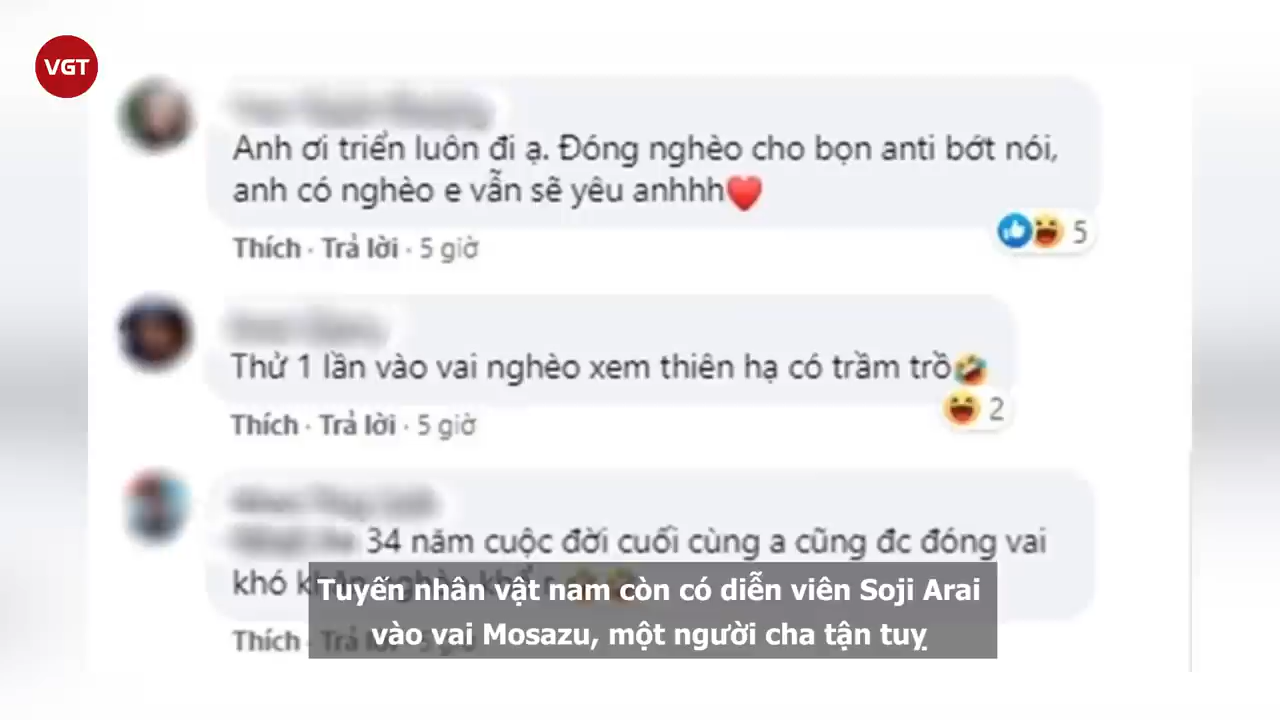 VGT
Anh ơi triển luôn đi ạ. Đóng nghèo cho bọn anti bớt nói,
anh có nghèo e vẫn sẽ yêu anhhh❤️
Thích · Trả lời · 5 giờ
5
Thử 1 lần vào vai nghèo xem thiên hạ có trầm trồ🤣
2
Thích · Trả lời · 5 giờ
34 năm cuộc đời cuối cùng a cũng đc đóng vai
khó
Tuyến nhân vật nam còn có diễn viên Soji Arai
vào vai Mosazu, một người cha tận tuỵ
Thích